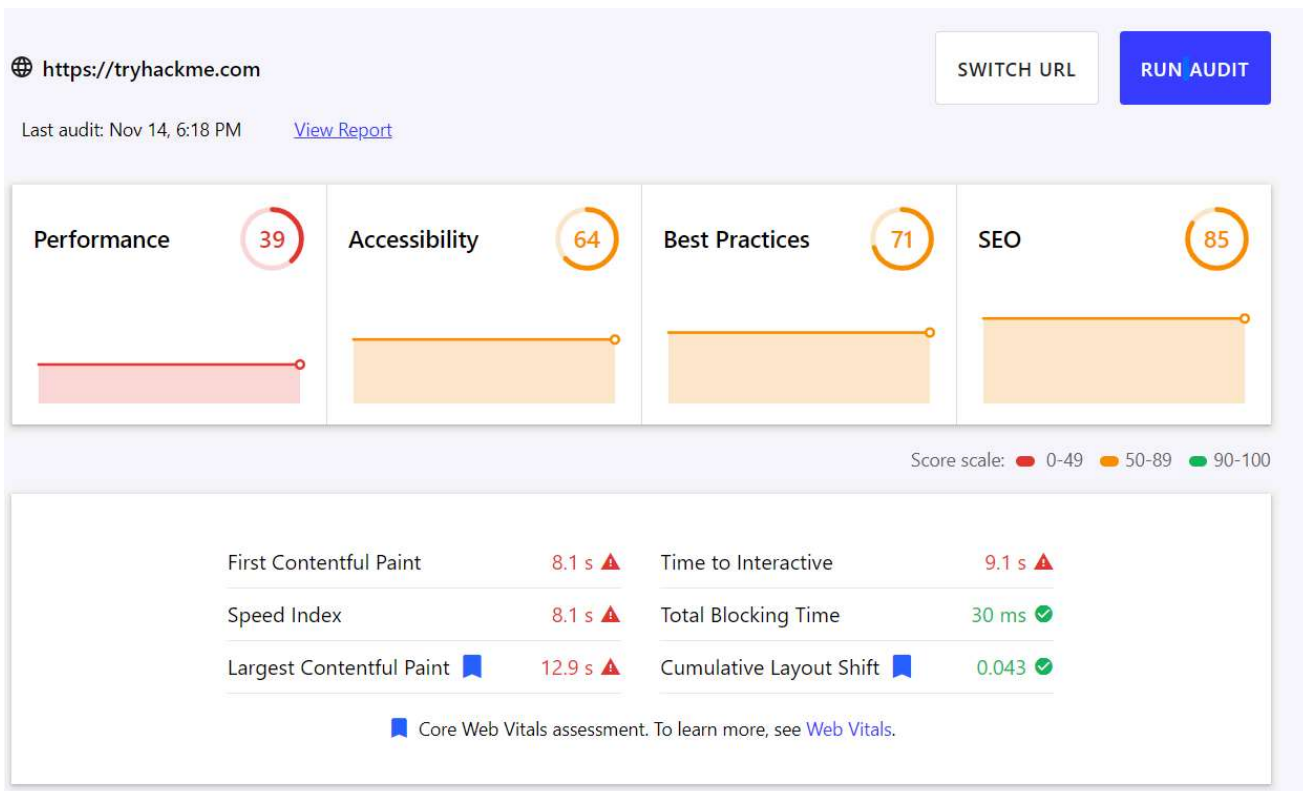 https://tryhackme.com
SWITCH URL
RUN AUDIT
Last audit: Nov 14, 6:18 PM View Report
Performance 39
Accessibility 64
Best Practices 71
SEO 85
Score scale: 0-49 50-89 90-100
First Contentful Paint 8.1 s
Time to Interactive 9.1 s
Speed Index 8.1 s
Total Blocking Time 30 ms
Largest Contentful Paint 12.9 s
Cumulative Layout Shift 0.043
Core Web Vitals assessment. To learn more, see Web Vitals.